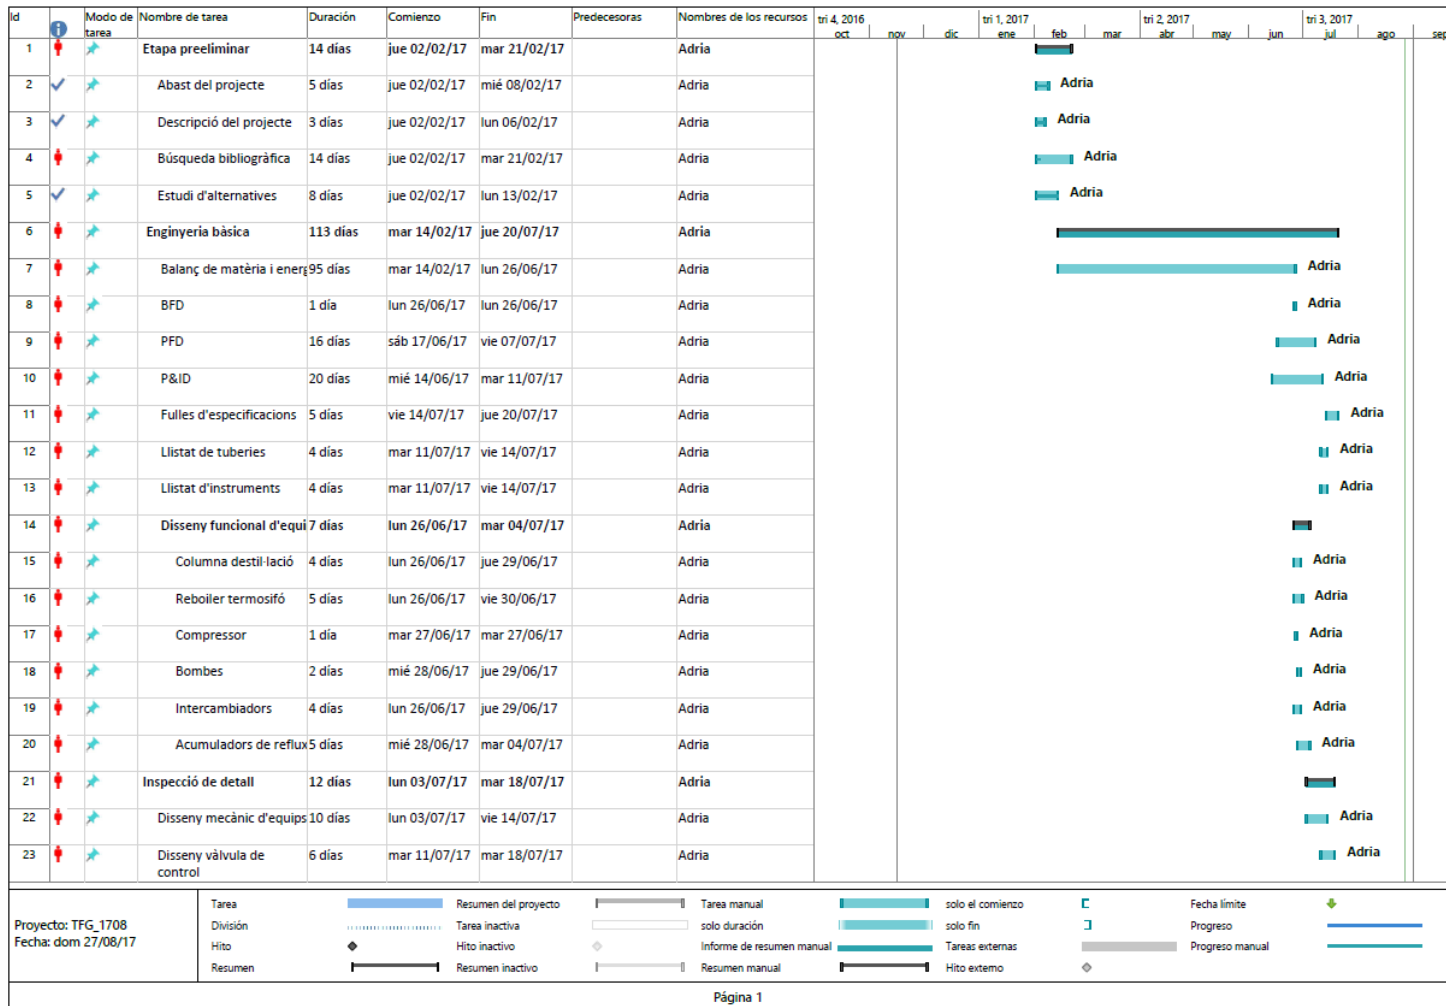 Id Modo de tarea Nombre de tarea Duración Comienzo Fin Predecesoras Nombres de los recursos
tri 4, 2016 tri 1, 2017 tri 2, 2017 tri 3, 2017
oct nov dic ene feb mar abr may jun jul ago sep
1 Etapa preeliminar 14 días jue 02/02/17 mar 21/02/17 Adria
2 Abast del projecte 5 días jue 02/02/17 mié 08/02/17 Adria Adria
3 Descripció del projecte 3 días jue 02/02/17 lun 06/02/17 Adria Adria
4 Búsqueda bibliogràfica 14 días jue 02/02/17 mar 21/02/17 Adria Adria
5 Estudi d'alternatives 8 días jue 02/02/17 lun 13/02/17 Adria Adria
6 Enginyeria bàsica 113 días mar 14/02/17 jue 20/07/17 Adria
7 Balanç de matèria i energ 95 días mar 14/02/17 lun 26/06/17 Adria Adria
8 BFD 1 día lun 26/06/17 lun 26/06/17 Adria Adria
9 PFD 16 días sáb 17/06/17 vie 07/07/17 Adria Adria
10 P&ID 20 días mié 14/06/17 mar 11/07/17 Adria Adria
11 Fulles d'especificacions 5 días vie 14/07/17 jue 20/07/17 Adria Adria
12 Llistat de tuberies 4 días mar 11/07/17 vie 14/07/17 Adria Adria
13 Llistat d'instruments 4 días mar 11/07/17 vie 14/07/17 Adria Adria
14 Disseny funcional d'equi 7 días lun 26/06/17 mar 04/07/17 Adria
15 Columna destil·lació 4 días lun 26/06/17 jue 29/06/17 Adria Adria
16 Reboiler termosifó 5 días lun 26/06/17 vie 30/06/17 Adria Adria
17 Compressor 1 día mar 27/06/17 mar 27/06/17 Adria Adria
18 Bombes 2 días mié 28/06/17 jue 29/06/17 Adria Adria
19 Intercambiadors 4 días lun 26/06/17 jue 29/06/17 Adria Adria
20 Acumuladors de reflux 5 días mié 28/06/17 mar 04/07/17 Adria Adria
21 Inspecció de detall 12 días lun 03/07/17 mar 18/07/17 Adria
22 Disseny mecànic d'equips 10 días lun 03/07/17 vie 14/07/17 Adria Adria
23 Disseny vàlvula de control 6 días mar 11/07/17 mar 18/07/17 Adria Adria
Proyecto: TFG_1708
Fecha: dom 27/08/17
Tarea Resumen del proyecto Tarea manual solo el comienzo Fecha límite
División Tarea inactiva solo duración solo fin Progreso
Hito Hito inactivo Informe de resumen manual Tareas externas Progreso manual
Resumen Resumen inactivo Resumen manual Hito externo
Página 1